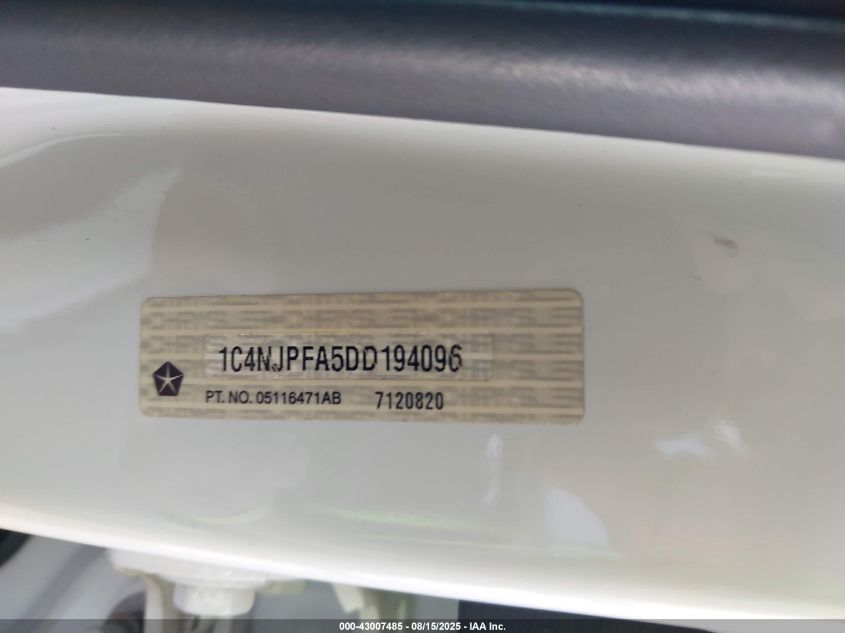 1C4NJPFA5DD194096
PT. NO. 05116471AB 7120820
000-43007485 - 08/15/2025 - IAA Inc.